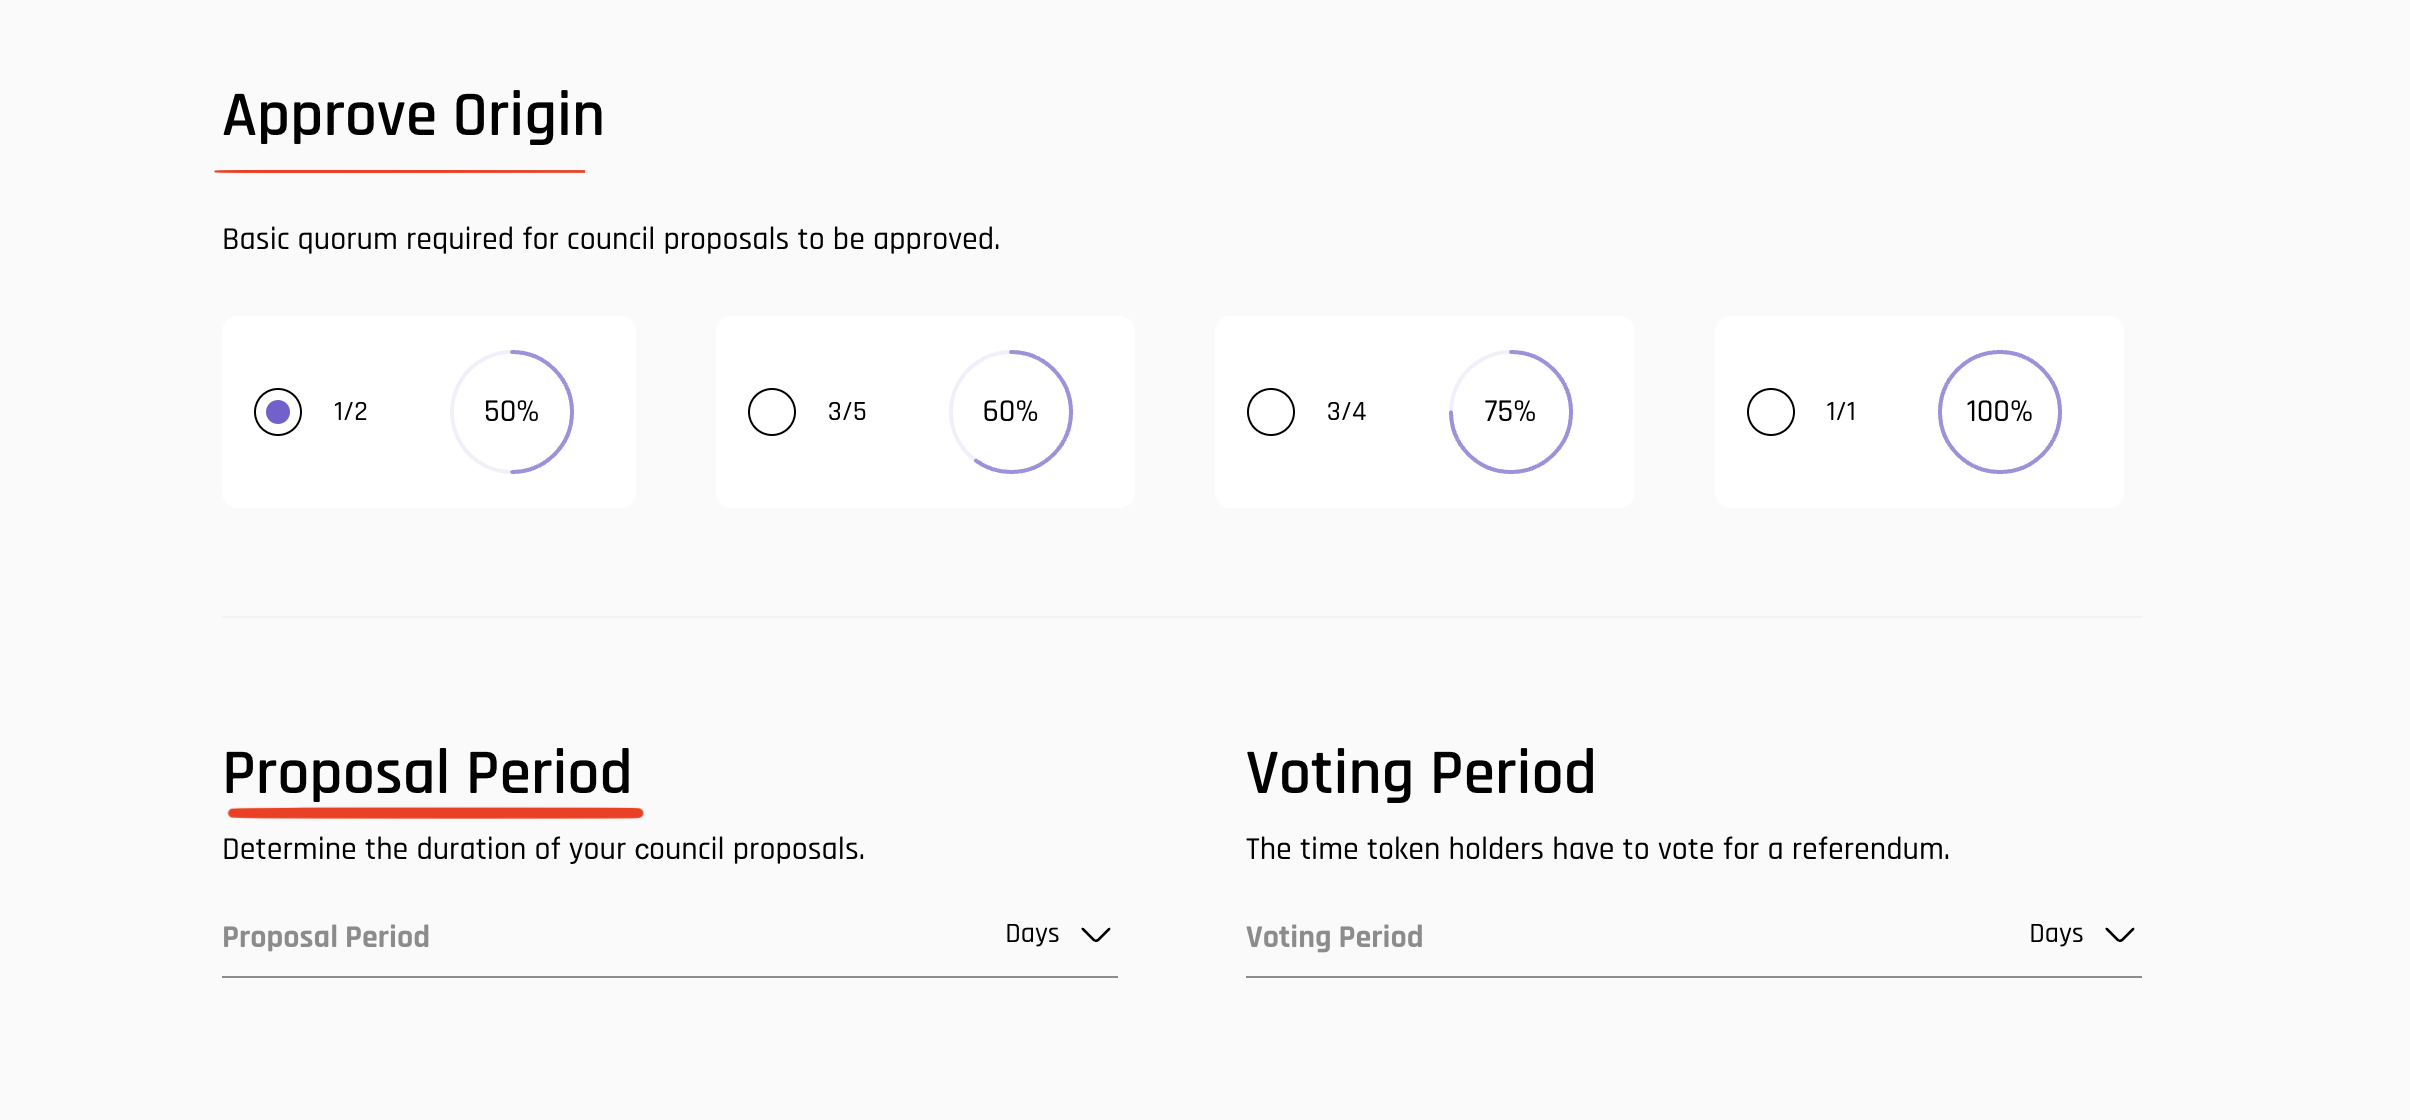 Approve Origin
Basic quorum required for council proposals to be approved.
1/2 50% 3/5 60% 3/4 75% 1/1 100%
Proposal Period
Determine the duration of your council proposals.
Proposal Period Days
Voting Period
The time token holders have to vote for a referendum.
Voting Period Days